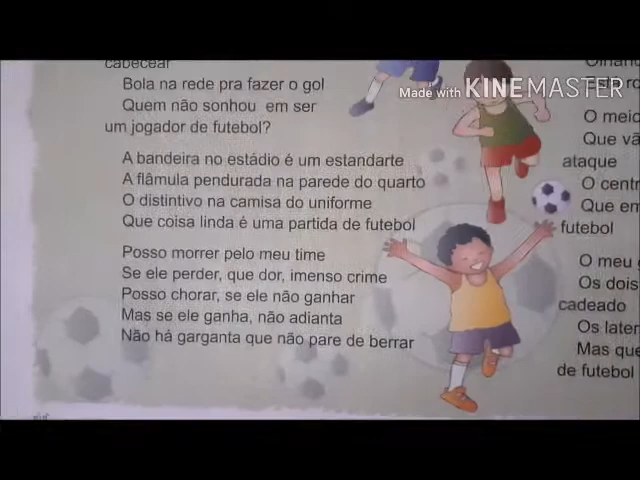 cabecear
Bola na rede pra fazer o gol
Quem não sonhou em ser
um jogador de futebol?
A bandeira no estádio é um estandarte
A flâmula pendurada na parede do quarto
O distintivo na camisa do uniforme
Que coisa linda é uma partida de futebol
Posso morrer pelo meu time
Se ele perder, que dor, imenso crime
Posso chorar, se ele não ganhar
Mas se ele ganha, não adianta
Não há garganta que não pare de berrar
Made with KINEMASTER
O meio
Que vã
ataque
O centr
Que em
futebol
O meu
Os dois
cadeado
Os later
Mas que
de futebol